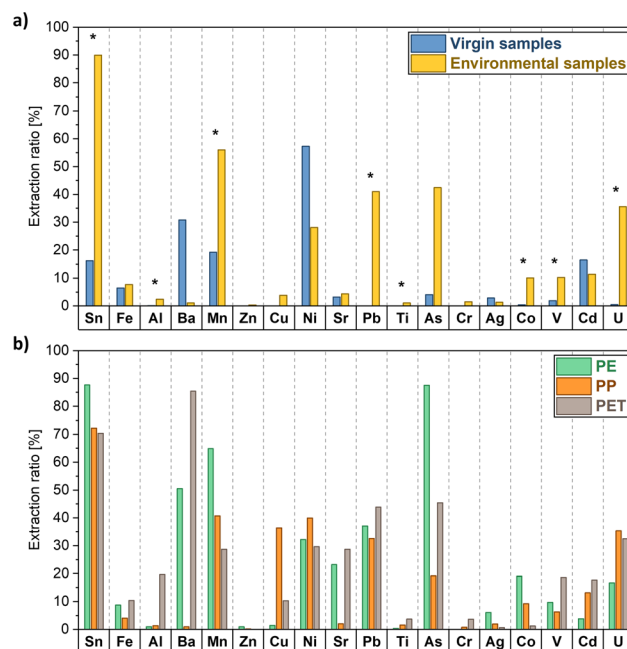 a)
100
90
80
70
60
50
40
30
20
10
0
Extraction ratio [%]
Virgin samples
Environmental samples
*
*
*
*
*
*
*
*
Sn Fe Al Ba Mn Zn Cu Ni Sr Pb Ti As Cr Ag Co V Cd U
b)
100
90
80
70
60
50
40
30
20
10
0
Extraction ratio [%]
PE
PP
PET
Sn Fe Al Ba Mn Zn Cu Ni Sr Pb Ti As Cr Ag Co V Cd U